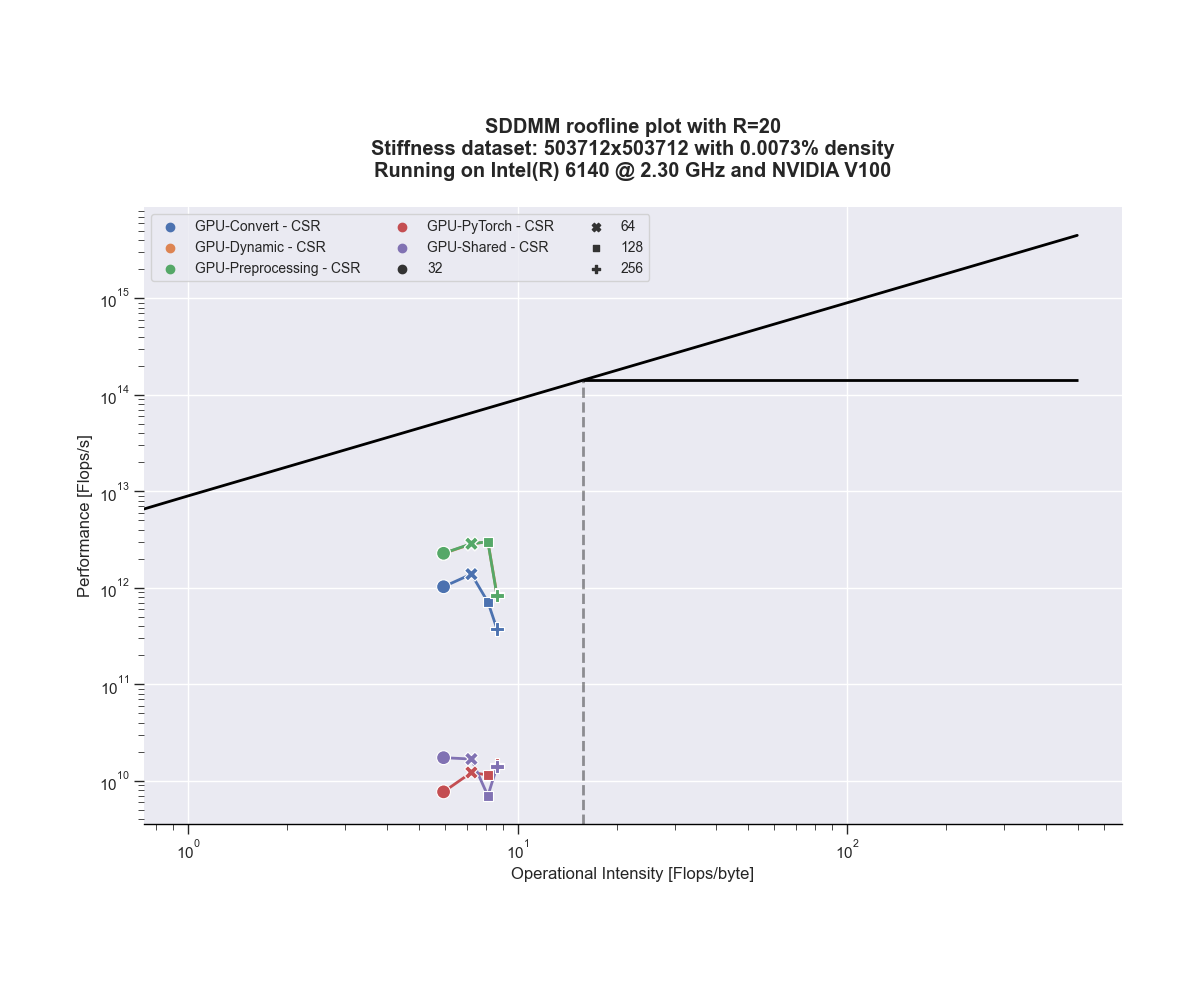 SDDMM roofline plot with R=20
Stiffness dataset: 503712x503712 with 0.0073% density
Running on Intel(R) 6140 @ 2.30 GHz and NVIDIA V100
GPU-Convert - CSR
GPU-Dynamic - CSR
GPU-Preprocessing - CSR
GPU-PyTorch - CSR
GPU-Shared - CSR
32
64
128
256
Performance [Flops/s]
10^15
10^14
10^13
10^12
10^11
10^10
10^0
10^1
10^2
Operational Intensity [Flops/byte]